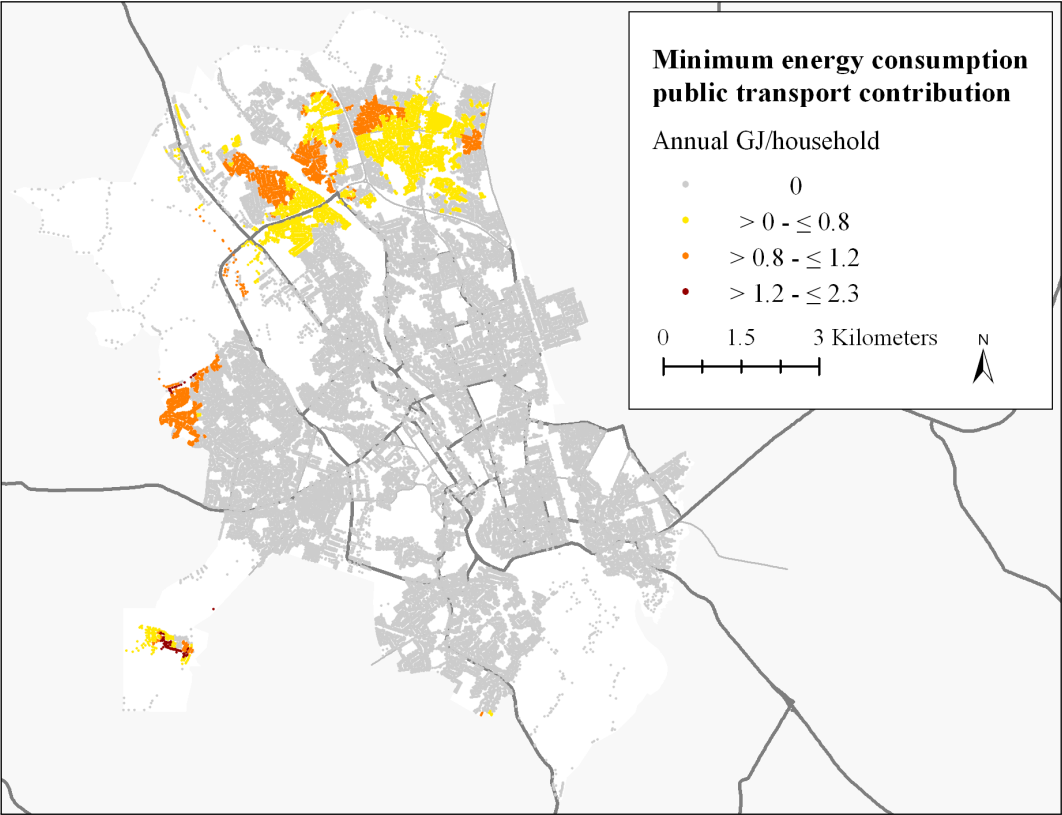 Minimum energy consumption
public transport contribution
Annual GJ/household
0
> 0 - ≤ 0.8
> 0.8 - ≤ 1.2
> 1.2 - ≤ 2.3
0 1.5 3 Kilometers N